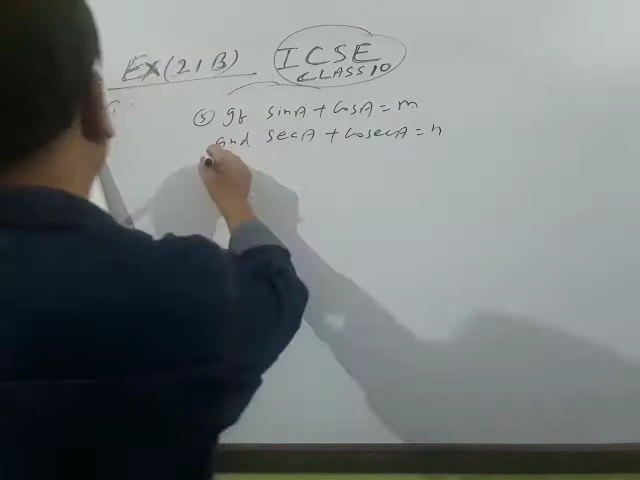 Ex(21B)
ICSE
CLASS 10
(5) If sinA + cosA = m
and secA + cosecA = n